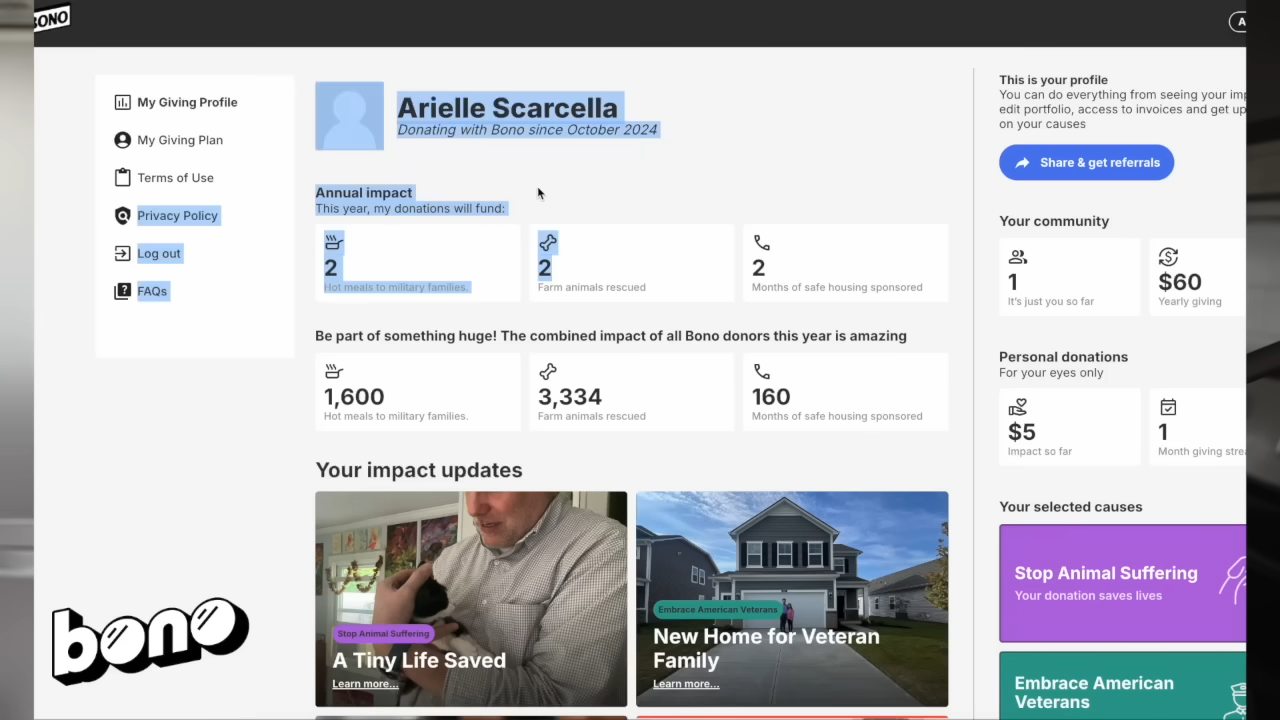 BONO
A
My Giving Profile
My Giving Plan
Terms of Use
Privacy Policy
Log out
FAQs
Arielle Scarcella
Donating with Bono since October 2024
Annual impact
This year, my donations will fund:
2
Hot meals to military families.
2
Farm animals rescued
2
Months of safe housing sponsored
Be part of something huge! The combined impact of all Bono donors this year is amazing
1,600
Hot meals to military families.
3,334
Farm animals rescued
160
Months of safe housing sponsored
Your impact updates
Stop Animal Suffering
A Tiny Life Saved
Learn more...
Embrace American Veterans
New Home for Veteran
Family
Learn more...
This is your profile
You can do everything from seeing your imp
edit portfolio, access to invoices and get up
on your causes
Share & get referrals
Your community
1
It's just you so far
$60
Yearly giving
Personal donations
For your eyes only
$5
Impact so far
1
Month giving strea
Your selected causes
Stop Animal Suffering
Your donation saves lives
Embrace American
Veterans
bono